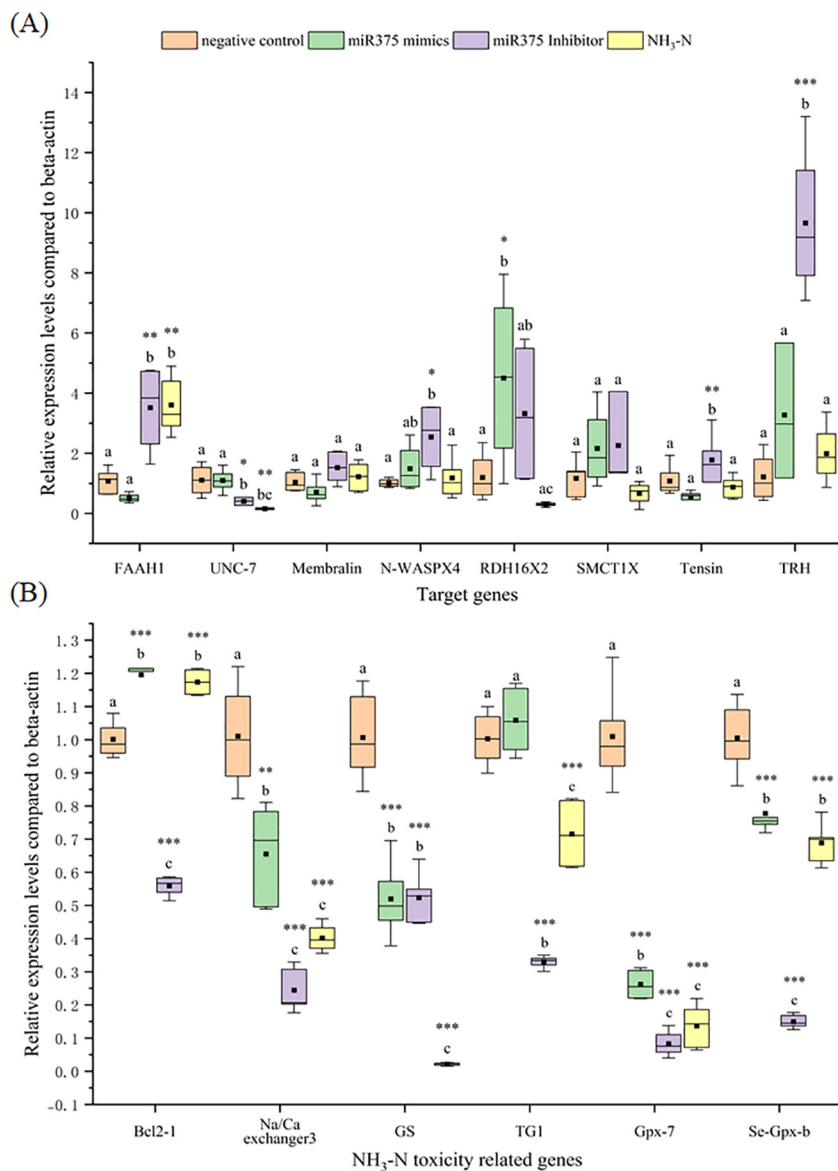 (A)
negative control miR375 mimics miR375 Inhibitor NH₃-N
Relative expression levels compared to beta-actin
14
12
10
8
6
4
2
0
a a ** b ** b
a a * b ** bc
a a a a
a ab * b a
a * b ab ac
a a a a
a a ** b a
a a *** b a
FAAH1 UNC-7 Membralin N-WASPX4 RDH16X2 SMCT1X Tensin TRH
Target genes
(B)
Relative expression levels compared to beta-actin
1.3
1.2
1.1
1.0
0.9
0.8
0.7
0.6
0.5
0.4
0.3
0.2
0.1
0.0
-0.1
a *** b *** c *** b
a ** b *** c *** c
a *** b *** b *** c
a a *** b *** c
a *** b *** c *** c
a *** b *** c *** b
Bcl2-1 Na/Ca exchanger3 GS TG1 Gpx-7 Se-Gpx-b
NH₃-N toxicity related genes